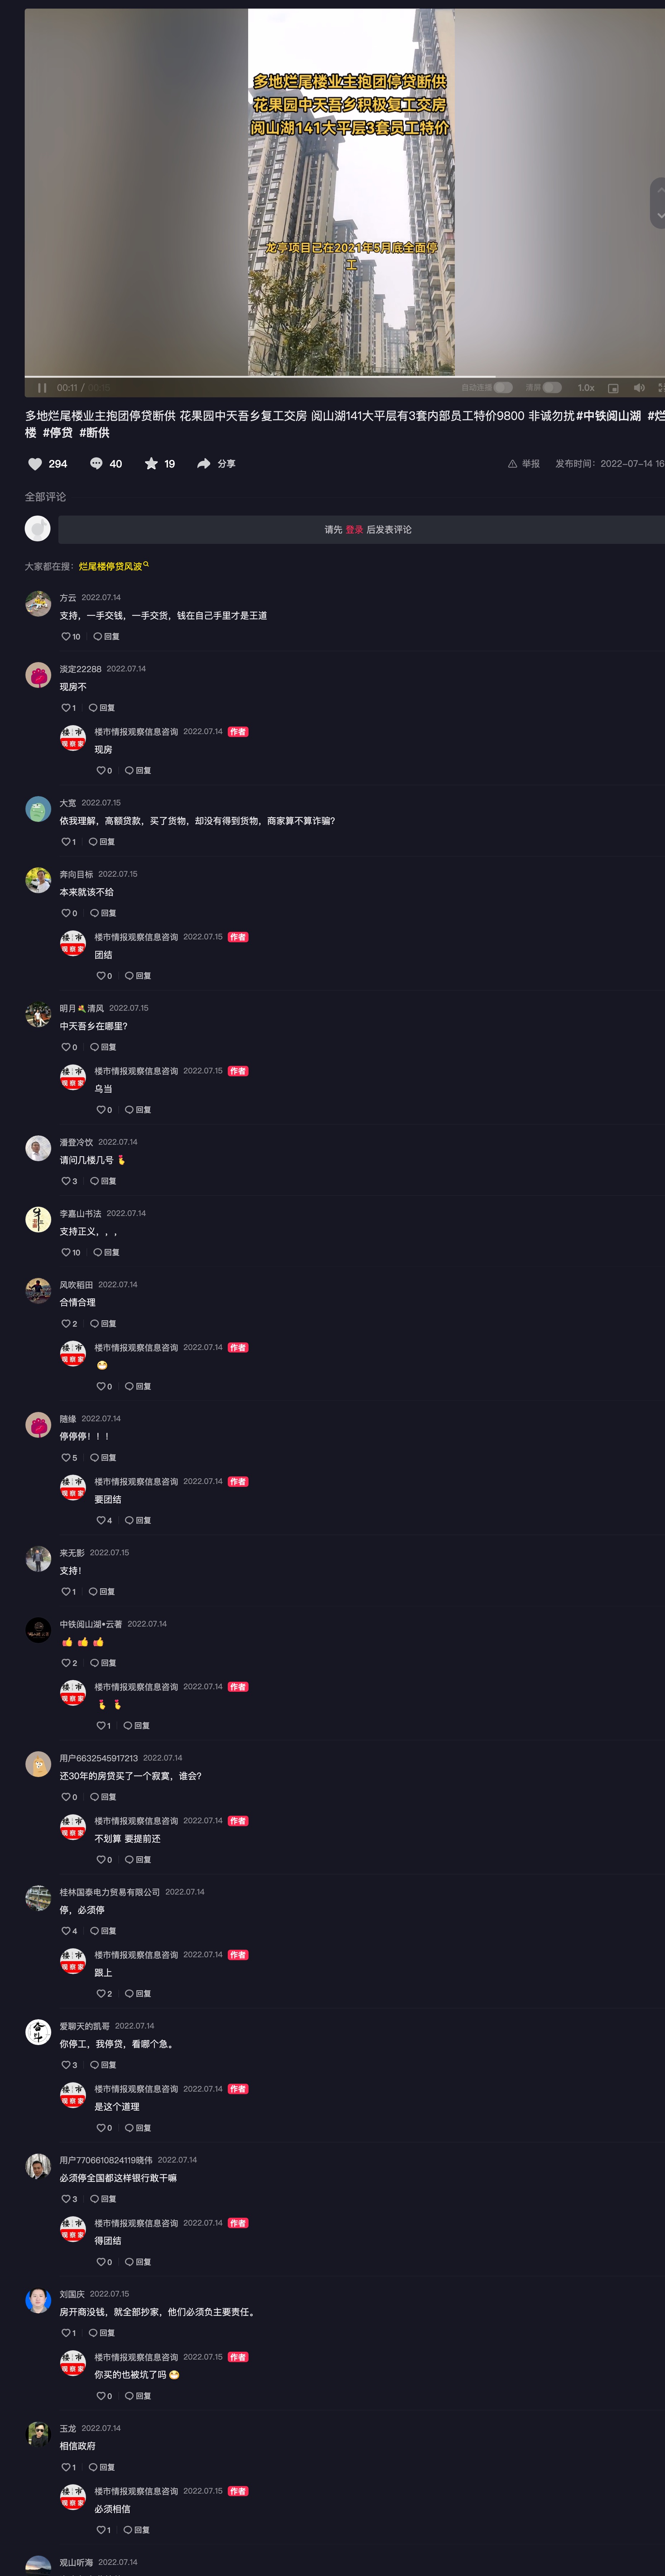 多地烂尾楼业主抱团停贷断供
花果园中天吾乡积极复工交房
阅山湖141大平层3套员工特价
龙亭项目已在2021年5月底全面停
工
00:11 / 00:15
自动连播
清屏
1.0x
多地烂尾楼业主抱团停贷断供 花果园中天吾乡复工交房 阅山湖141大平层有3套内部员工特价9800 非诚勿扰#中铁阅山湖 #烂
楼 #停贷 #断供
294
40
19
分享
举报
发布时间：2022-07-14 16
全部评论
请先 登录 后发表评论
大家都在搜：烂尾楼停贷风波
方云 2022.07.14
支持，一手交钱，一手交货，钱在自己手里才是王道
10 回复
淡定22288 2022.07.14
现房不
1 回复
楼市情报观察信息咨询 2022.07.14 作者
现房
0 回复
大宽 2022.07.15
依我理解，高额贷款，买了货物，却没有得到货物，商家算不算诈骗？
1 回复
奔向目标 2022.07.15
本来就该不给
0 回复
楼市情报观察信息咨询 2022.07.15 作者
团结
0 回复
明月💐清风 2022.07.15
中天吾乡在哪里？
0 回复
楼市情报观察信息咨询 2022.07.15 作者
乌当
0 回复
潘登冷饮 2022.07.14
请问几楼几号
3 回复
李嘉山书法 2022.07.14
支持正义，，，
10 回复
风吹稻田 2022.07.14
合情合理
2 回复
楼市情报观察信息咨询 2022.07.14 作者
0 回复
随缘 2022.07.14
停停停！！！
5 回复
楼市情报观察信息咨询 2022.07.14 作者
要团结
4 回复
来无影 2022.07.15
支持！
1 回复
中铁阅山湖•云著 2022.07.14
👍👍👍
2 回复
楼市情报观察信息咨询 2022.07.14 作者
1 回复
用户6632545917213 2022.07.14
还30年的房贷买了一个寂寞，谁会？
0 回复
楼市情报观察信息咨询 2022.07.14 作者
不划算 要提前还
0 回复
桂林国泰电力贸易有限公司 2022.07.14
停，必须停
4 回复
楼市情报观察信息咨询 2022.07.14 作者
跟上
2 回复
爱聊天的凯哥 2022.07.14
你停工，我停贷，看哪个急。
3 回复
楼市情报观察信息咨询 2022.07.14 作者
是这个道理
0 回复
用户7706610824119晓伟 2022.07.14
必须停全国都这样银行敢干嘛
3 回复
楼市情报观察信息咨询 2022.07.14 作者
得团结
0 回复
刘国庆 2022.07.15
房开商没钱，就全部抄家，他们必须负主要责任。
1 回复
楼市情报观察信息咨询 2022.07.15 作者
你买的也被坑了吗
0 回复
玉龙 2022.07.14
相信政府
1 回复
楼市情报观察信息咨询 2022.07.15 作者
必须相信
1 回复
观山听海 2022.07.14